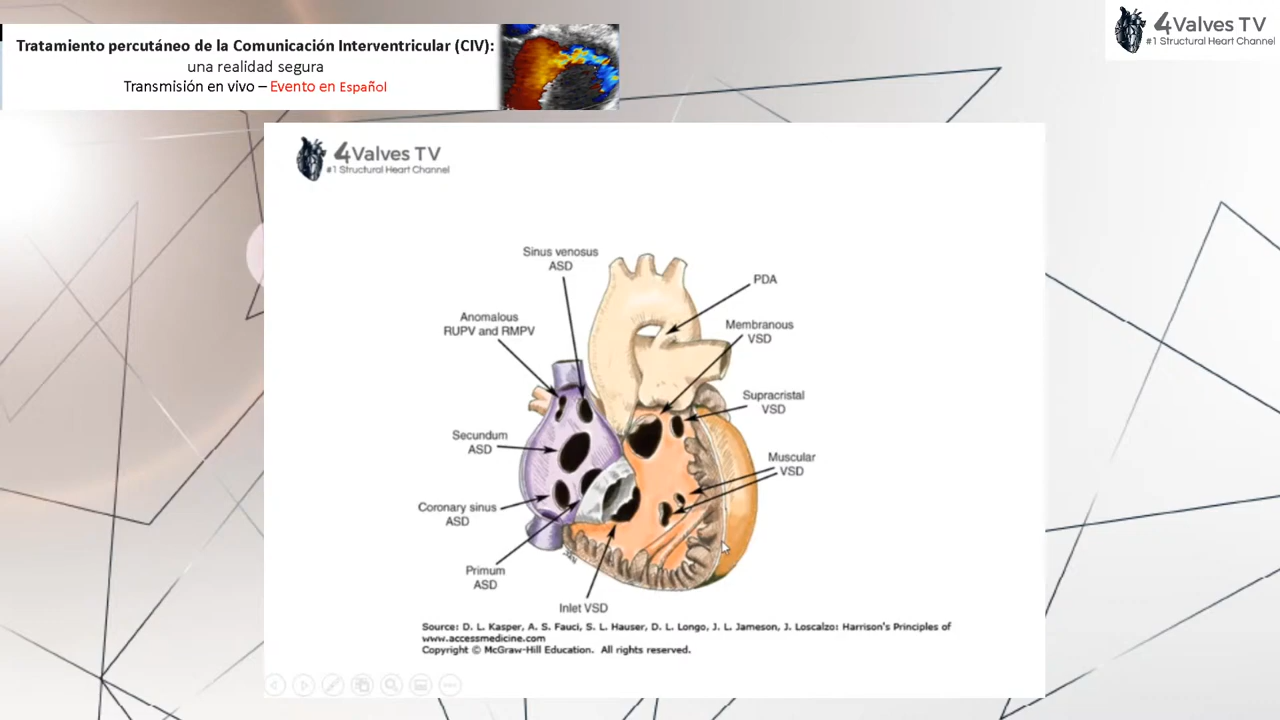 Tratamiento percutáneo de la Comunicación Interventricular (CIV):
una realidad segura
Transmisión en vivo – Evento en Español
4Valves TV
#1 Structural Heart Channel
4Valves TV
#1 Structural Heart Channel
Sinus venosus
ASD
PDA
Anomalous
RUPV and RMPV
Membranous
VSD
Supracristal
VSD
Secundum
ASD
Muscular
VSD
Coronary sinus
ASD
Primum
ASD
Inlet VSD
Source: D. L. Kasper, A. S. Fauci, S. L. Hauser, D. L. Longo, J. L. Jameson, J. Loscalzo: Harrison's Principles of
www.accessmedicine.com
Copyright © McGraw-Hill Education. All rights reserved.